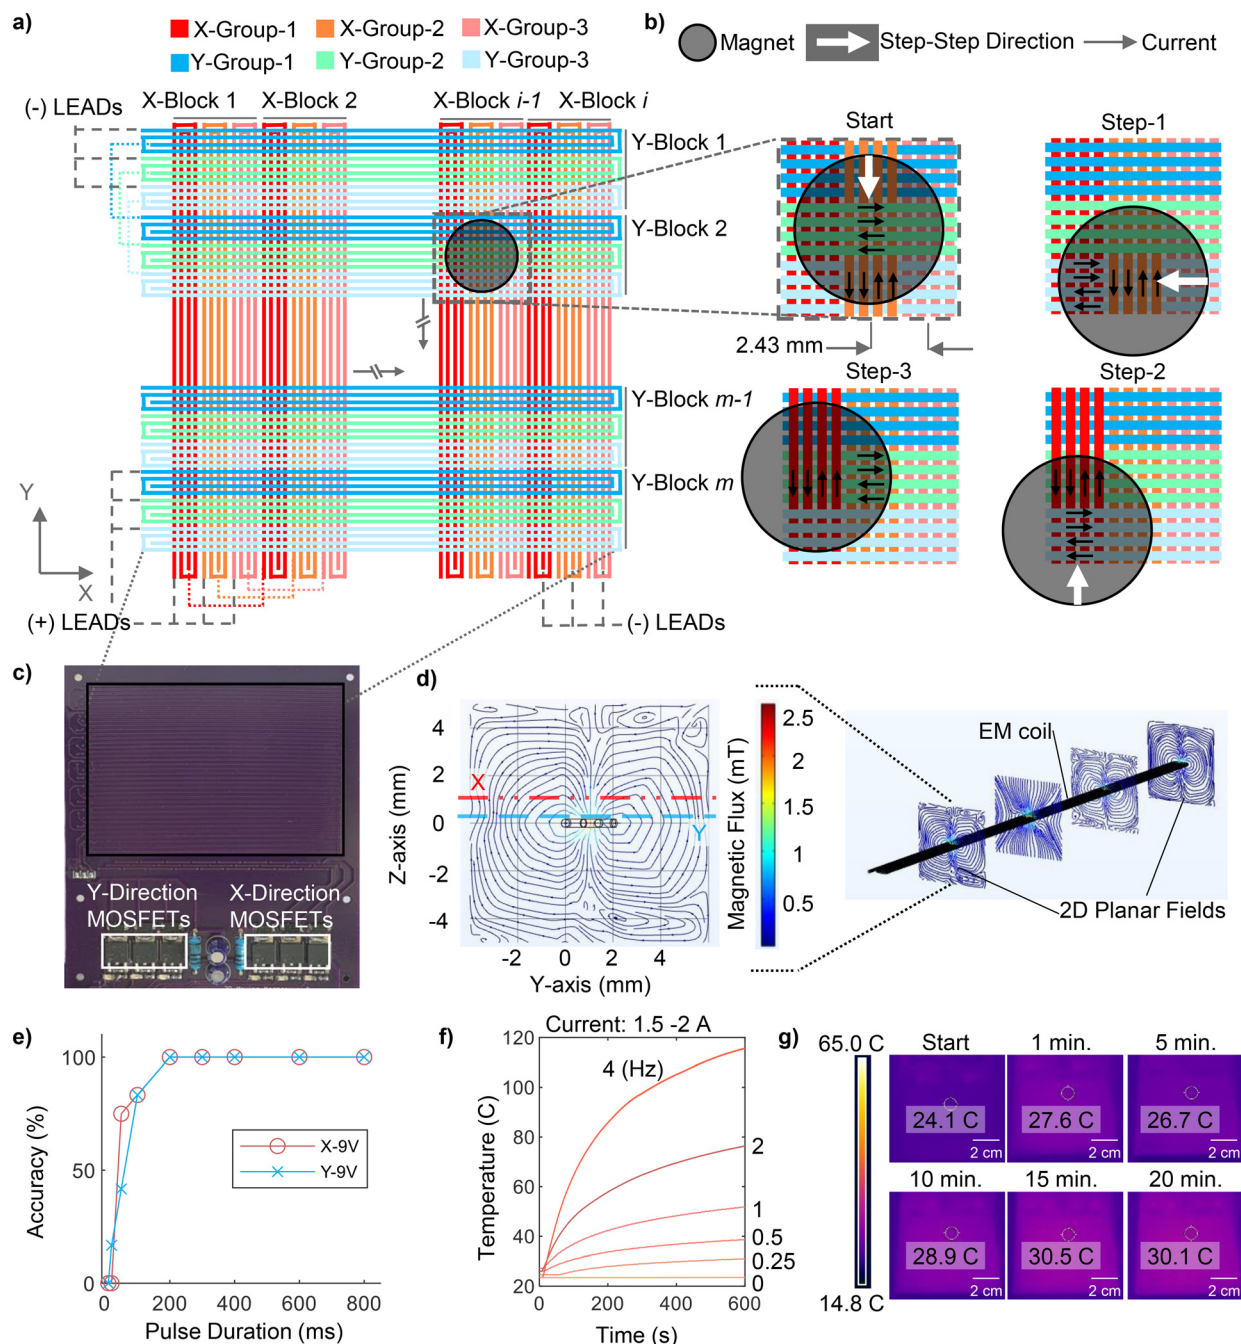 a)
X-Group-1
X-Group-2
X-Group-3
Y-Group-1
Y-Group-2
Y-Group-3
(-) LEADs
X-Block 1
X-Block 2
X-Block i-1
X-Block i
Y-Block 1
Y-Block 2
Y-Block m-1
Y-Block m
Y
X
(+) LEADs
(-) LEADs
b)
Magnet
Step-Step Direction
Current
Start
Step-1
2.43 mm
Step-3
Step-2
c)
Y-Direction
MOSFETs
X-Direction
MOSFETs
d)
Z-axis (mm)
4
2
0
-2
-4
X
Y
-2
0
2
4
Y-axis (mm)
Magnetic Flux (mT)
2.5
2
1.5
1
0.5
EM coil
2D Planar Fields
e)
Accuracy (%)
100
50
0
X-9V
Y-9V
0
200
400
600
800
Pulse Duration (ms)
f)
Current: 1.5 -2 A
Temperature (C)
120
100
80
60
40
20
4 (Hz)
2
1
0.5
0.25
0
0
200
400
600
Time (s)
g)
65.0 C
14.8 C
Start
1 min.
5 min.
24.1 C
27.6 C
26.7 C
2 cm
2 cm
2 cm
10 min.
15 min.
20 min.
28.9 C
30.5 C
30.1 C
2 cm
2 cm
2 cm